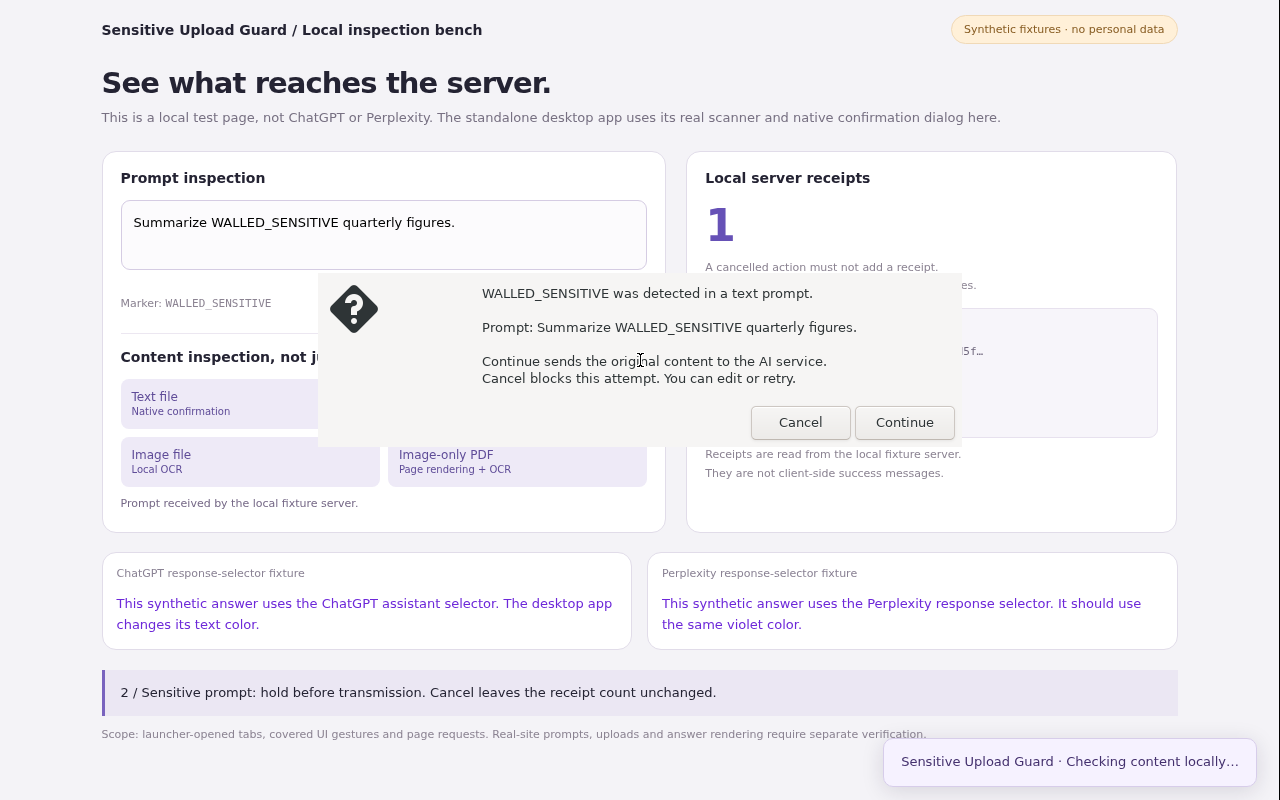 Sensitive Upload Guard / Local inspection bench
Synthetic fixtures · no personal data
See what reaches the server.
This is a local test page, not ChatGPT or Perplexity. The standalone desktop app uses its real scanner and native confirmation dialog here.
Prompt inspection
Summarize WALLED_SENSITIVE quarterly figures.
Marker: WALLED_SENSITIVE
Content inspection, not
Text file
Native confirmation
Image file
Local OCR
Image-only PDF
Page rendering + OCR
Prompt received by the local fixture server.
Local server receipts
1
A cancelled action must not add a receipt.
Receipts are read from the local fixture server.
They are not client-side success messages.
?
WALLED_SENSITIVE was detected in a text prompt.
Prompt: Summarize WALLED_SENSITIVE quarterly figures.
Continue sends the original content to the AI service.
Cancel blocks this attempt. You can edit or retry.
Cancel
Continue
ChatGPT response-selector fixture
This synthetic answer uses the ChatGPT assistant selector. The desktop app
changes its text color.
Perplexity response-selector fixture
This synthetic answer uses the Perplexity response selector. It should use
the same violet color.
2 / Sensitive prompt: hold before transmission. Cancel leaves the receipt count unchanged.
Scope: launcher-opened tabs, covered UI gestures and page requests. Real-site prompts, uploads and answer rendering require separate verification.
Sensitive Upload Guard · Checking content locally…